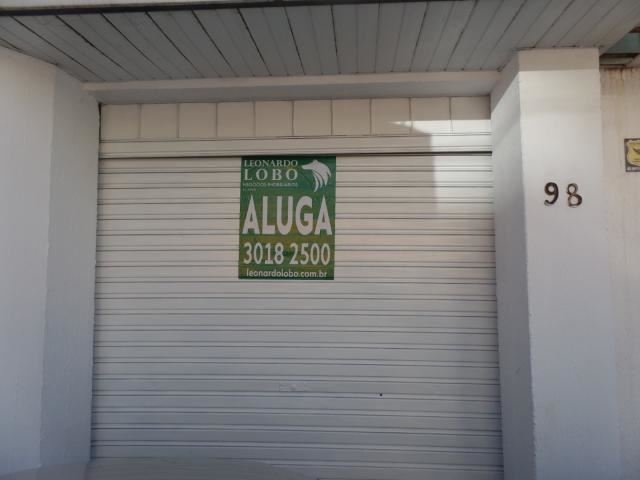 LEONARDO
LOBO
NEGÓCIOS IMOBILIÁRIOS
ALUGA
3018 2500
leonardolobo.com.br
98